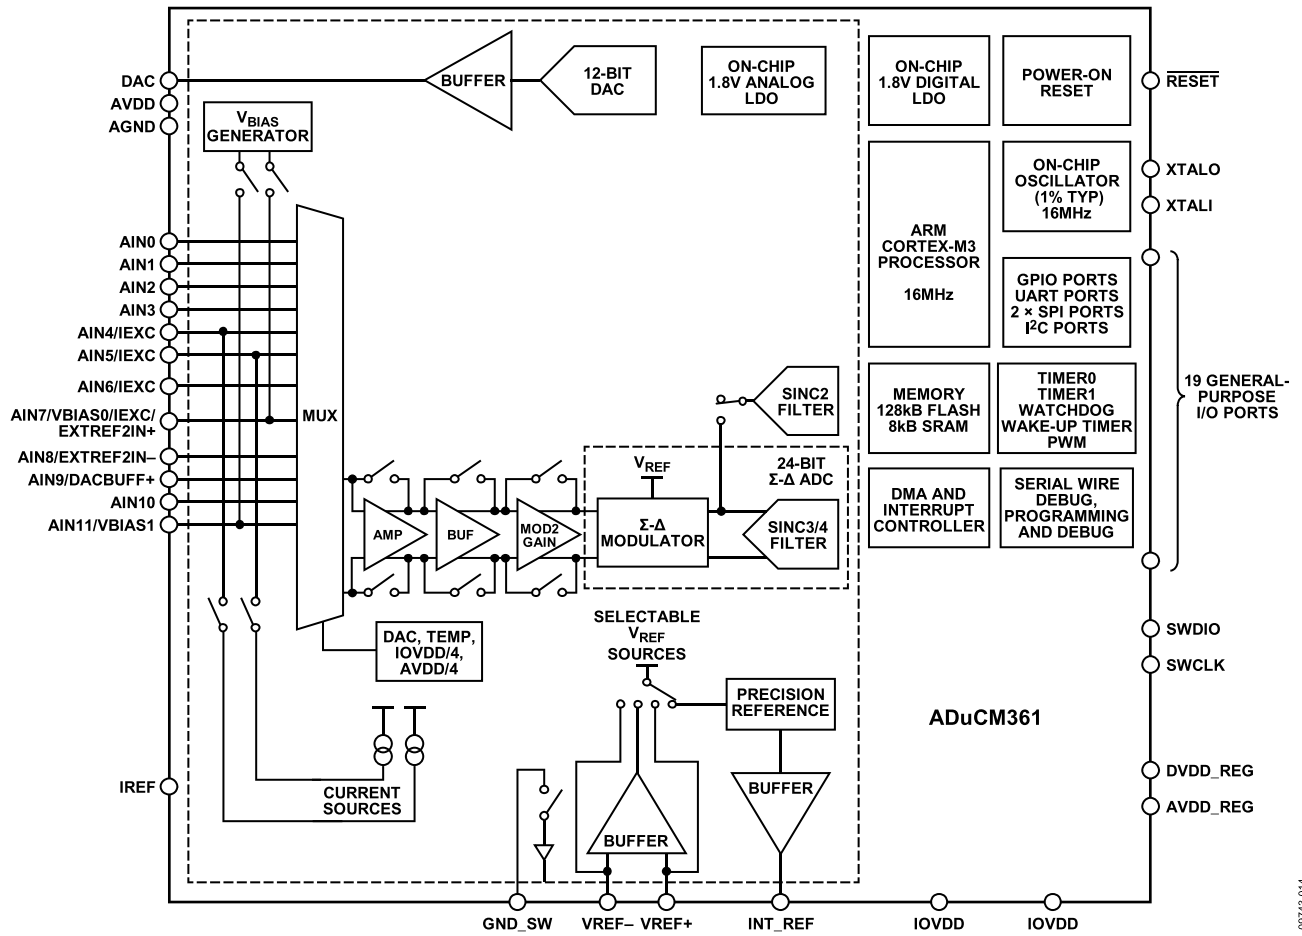 DAC
AVDD
AGND
BUFFER
12-BIT
DAC
ON-CHIP
1.8V ANALOG
LDO
ON-CHIP
1.8V DIGITAL
LDO
POWER-ON
RESET
RESET
VBIAS
GENERATOR
ARM
CORTEX-M3
PROCESSOR
16MHz
ON-CHIP
OSCILLATOR
(1% TYP)
16MHz
XTALO
XTALI
AIN0
AIN1
AIN2
AIN3
AIN4/IEXC
AIN5/IEXC
AIN6/IEXC
AIN7/VBIAS0/IEXC/
EXTREF2IN+
AIN8/EXTREF2IN–
AIN9/DACBUFF+
AIN10
AIN11/VBIAS1
MUX
GPIO PORTS
UART PORTS
2 × SPI PORTS
I2C PORTS
19 GENERAL-
PURPOSE
I/O PORTS
SINC2
FILTER
MEMORY
128kB FLASH
8kB SRAM
TIMER0
TIMER1
WATCHDOG
WAKE-UP TIMER
PWM
AMP
BUF
MOD2
GAIN
VREF
24-BIT
Σ-Δ ADC
Σ-Δ
MODULATOR
SINC3/4
FILTER
DMA AND
INTERRUPT
CONTROLLER
SERIAL WIRE
DEBUG,
PROGRAMMING
AND DEBUG
DAC, TEMP,
IOVDD/4,
AVDD/4
SELECTABLE
VREF
SOURCES
SWDIO
SWCLK
PRECISION
REFERENCE
ADuCM361
IREF
CURRENT
SOURCES
BUFFER
BUFFER
DVDD_REG
AVDD_REG
GND_SW
VREF–
VREF+
INT_REF
IOVDD
IOVDD
09743-014